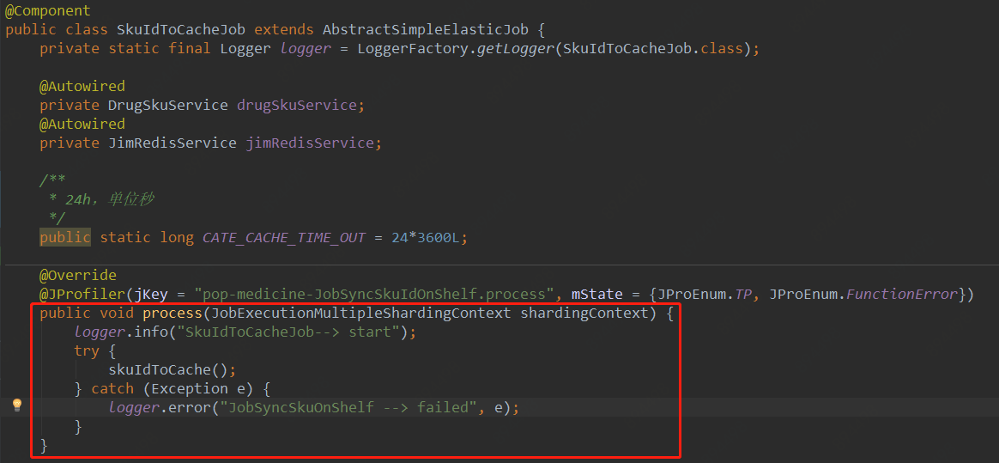 @Component
public class SkuIdToCacheJob extends AbstractSimpleElasticJob {
private static final Logger logger = LoggerFactory.getLogger(SkuIdToCacheJob.class);
@Autowired
private DrugSkuService drugSkuService;
@Autowired
private JimRedisService jimRedisService;
/**
* 24h，单位秒
*/
public static long CATE_CACHE_TIME_OUT = 24*3600L;
@Override
@JProfiler(jKey = "pop-medicine-JobSyncSkuIdOnShelf.process", mState = {JProEnum.TP, JProEnum.FunctionError})
public void process(JobExecutionMultipleShardingContext shardingContext) {
logger.info("SkuIdToCacheJob--> start");
try {
skuIdToCache();
} catch (Exception e) {
logger.error("JobSyncSkuOnShelf --> failed", e);
}
}